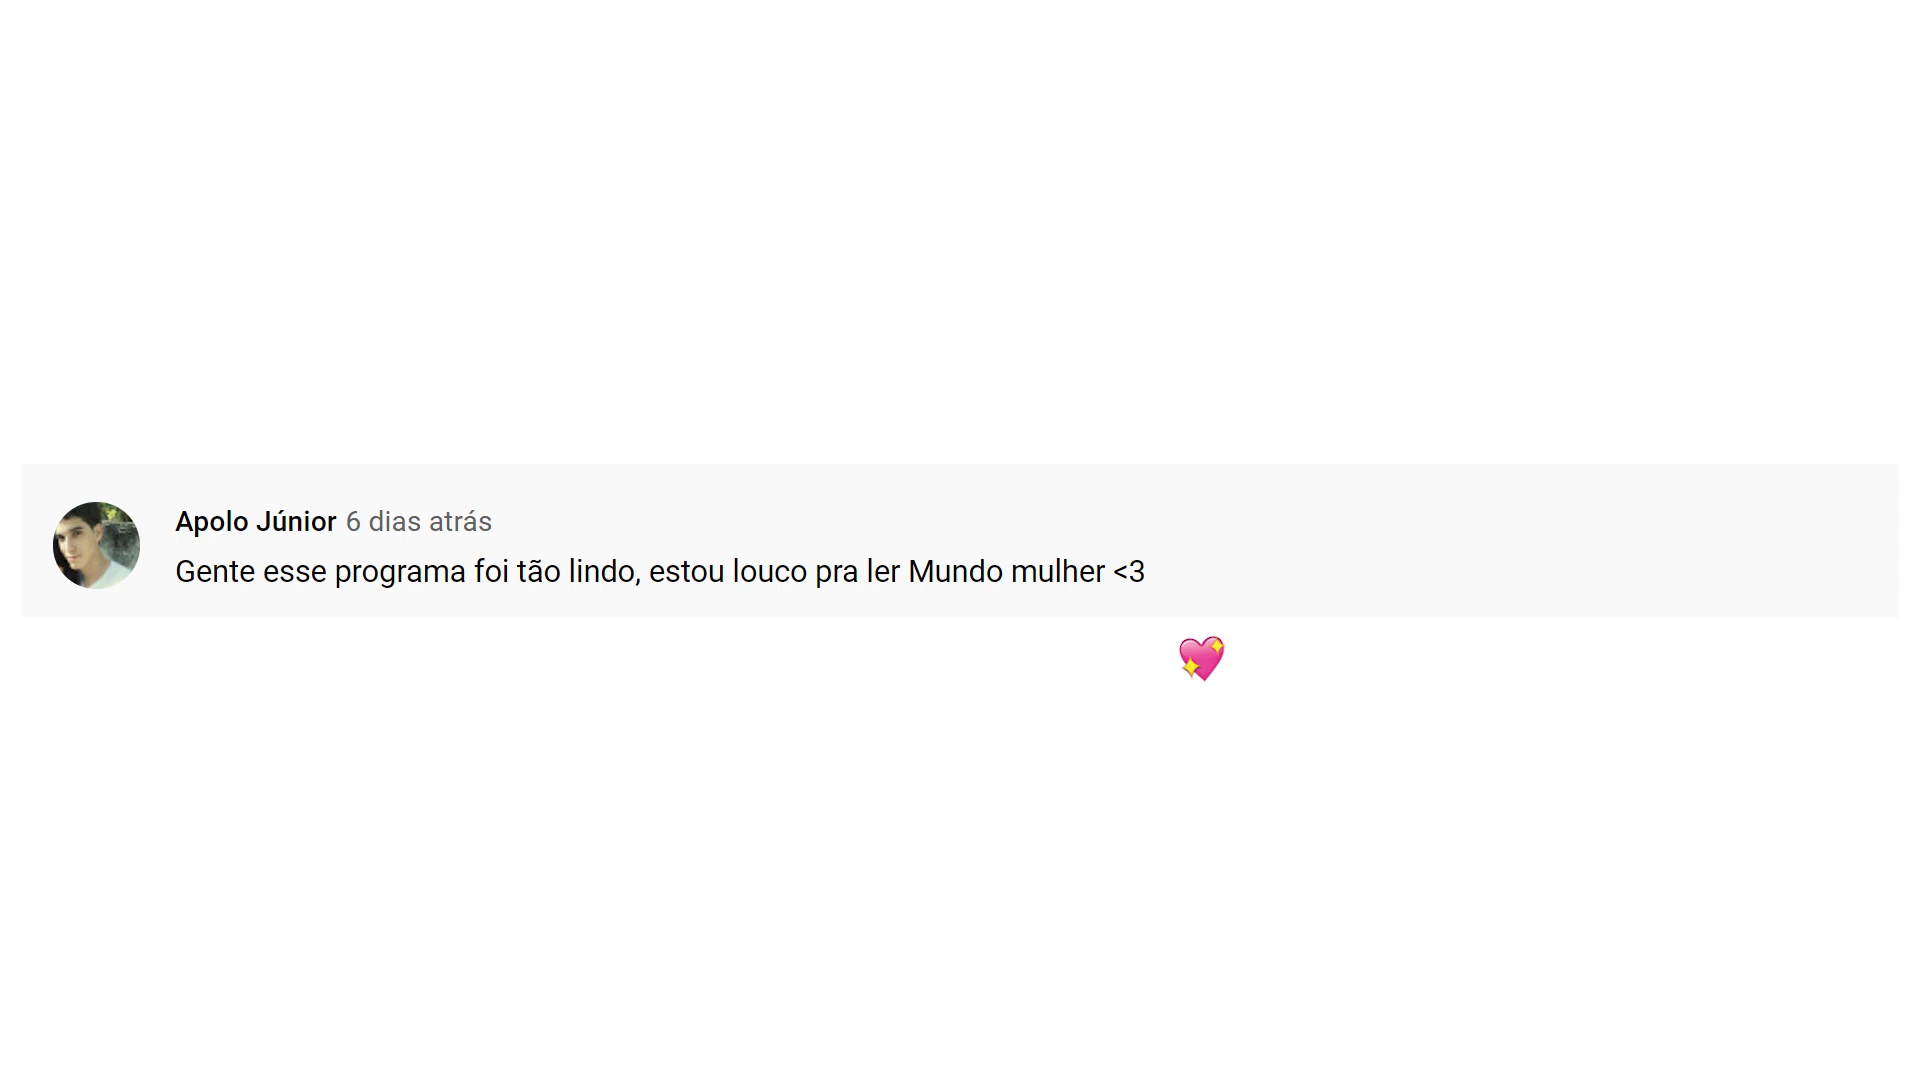 Apolo Júnior 6 dias atrás
Gente esse programa foi tão lindo, estou louco pra ler Mundo mulher <3